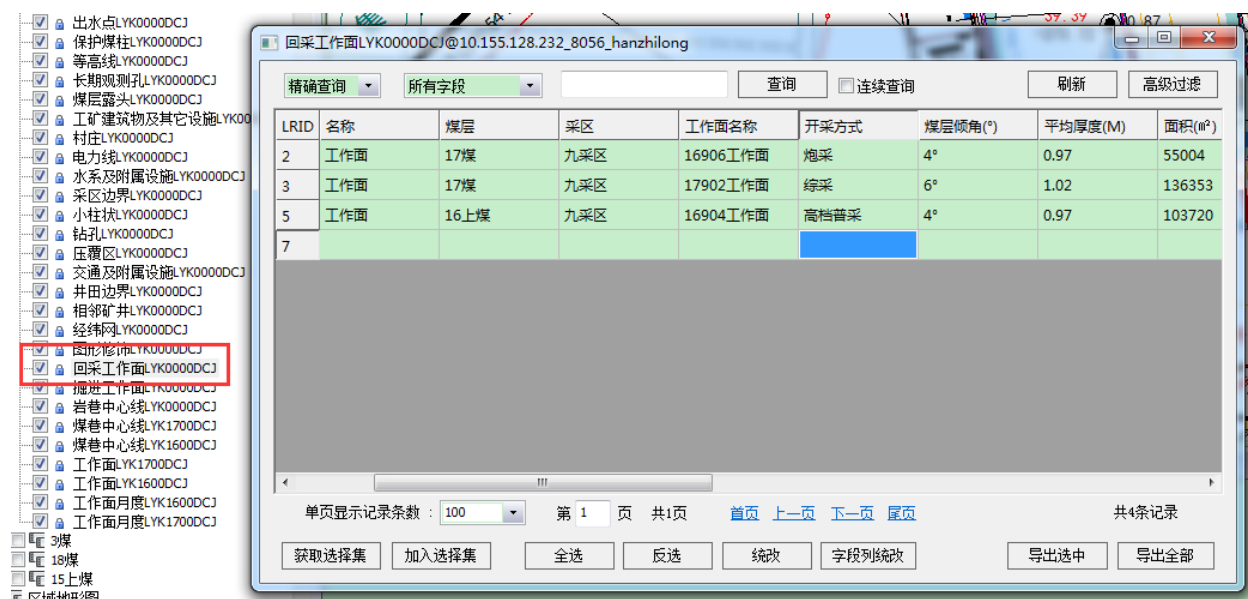 出水点LYK0000DCJ
保护煤柱LYK0000DCJ
等高线LYK0000DCJ
长期观测孔LYK0000DCJ
煤层露头LYK0000DCJ
工矿建筑物及其它设施LYK00
村庄LYK0000DCJ
电力线LYK0000DCJ
水系及附属设施LYK0000DCJ
采区边界LYK0000DCJ
小柱状LYK0000DCJ
钻孔LYK0000DCJ
压覆区LYK0000DCJ
交通及附属设施LYK0000DCJ
井田边界LYK0000DCJ
相邻矿井LYK0000DCJ
经纬网LYK0000DCJ
图形修饰LYK0000DCJ
回采工作面LYK0000DCJ
掘进工作面LYK0000DCJ
岩巷中心线LYK0000DCJ
煤巷中心线LYK1700DCJ
煤巷中心线LYK1600DCJ
工作面LYK1700DCJ
工作面LYK1600DCJ
工作面月度LYK1600DCJ
工作面月度LYK1700DCJ
3煤
18煤
15上煤
区域地形图
59.39
回采工作面LYK0000DCJ@10.155.128.232_8056_hanzhilong
精确查询 所有字段 查询 连续查询 刷新 高级过滤
LRID 名称 煤层 采区 工作面名称 开采方式 煤层倾角(°) 平均厚度(M) 面积(㎡)
2 工作面 17煤 九采区 16906工作面 炮采 4° 0.97 55004
3 工作面 17煤 九采区 17902工作面 综采 6° 1.02 136353
5 工作面 16上煤 九采区 16904工作面 高档普采 4° 0.97 103720
7
单页显示记录条数 : 100 第 1 页 共1页 首页 上一页 下一页 尾页 共4条记录
获取选择集 加入选择集 全选 反选 统改 字段列统改 导出选中 导出全部